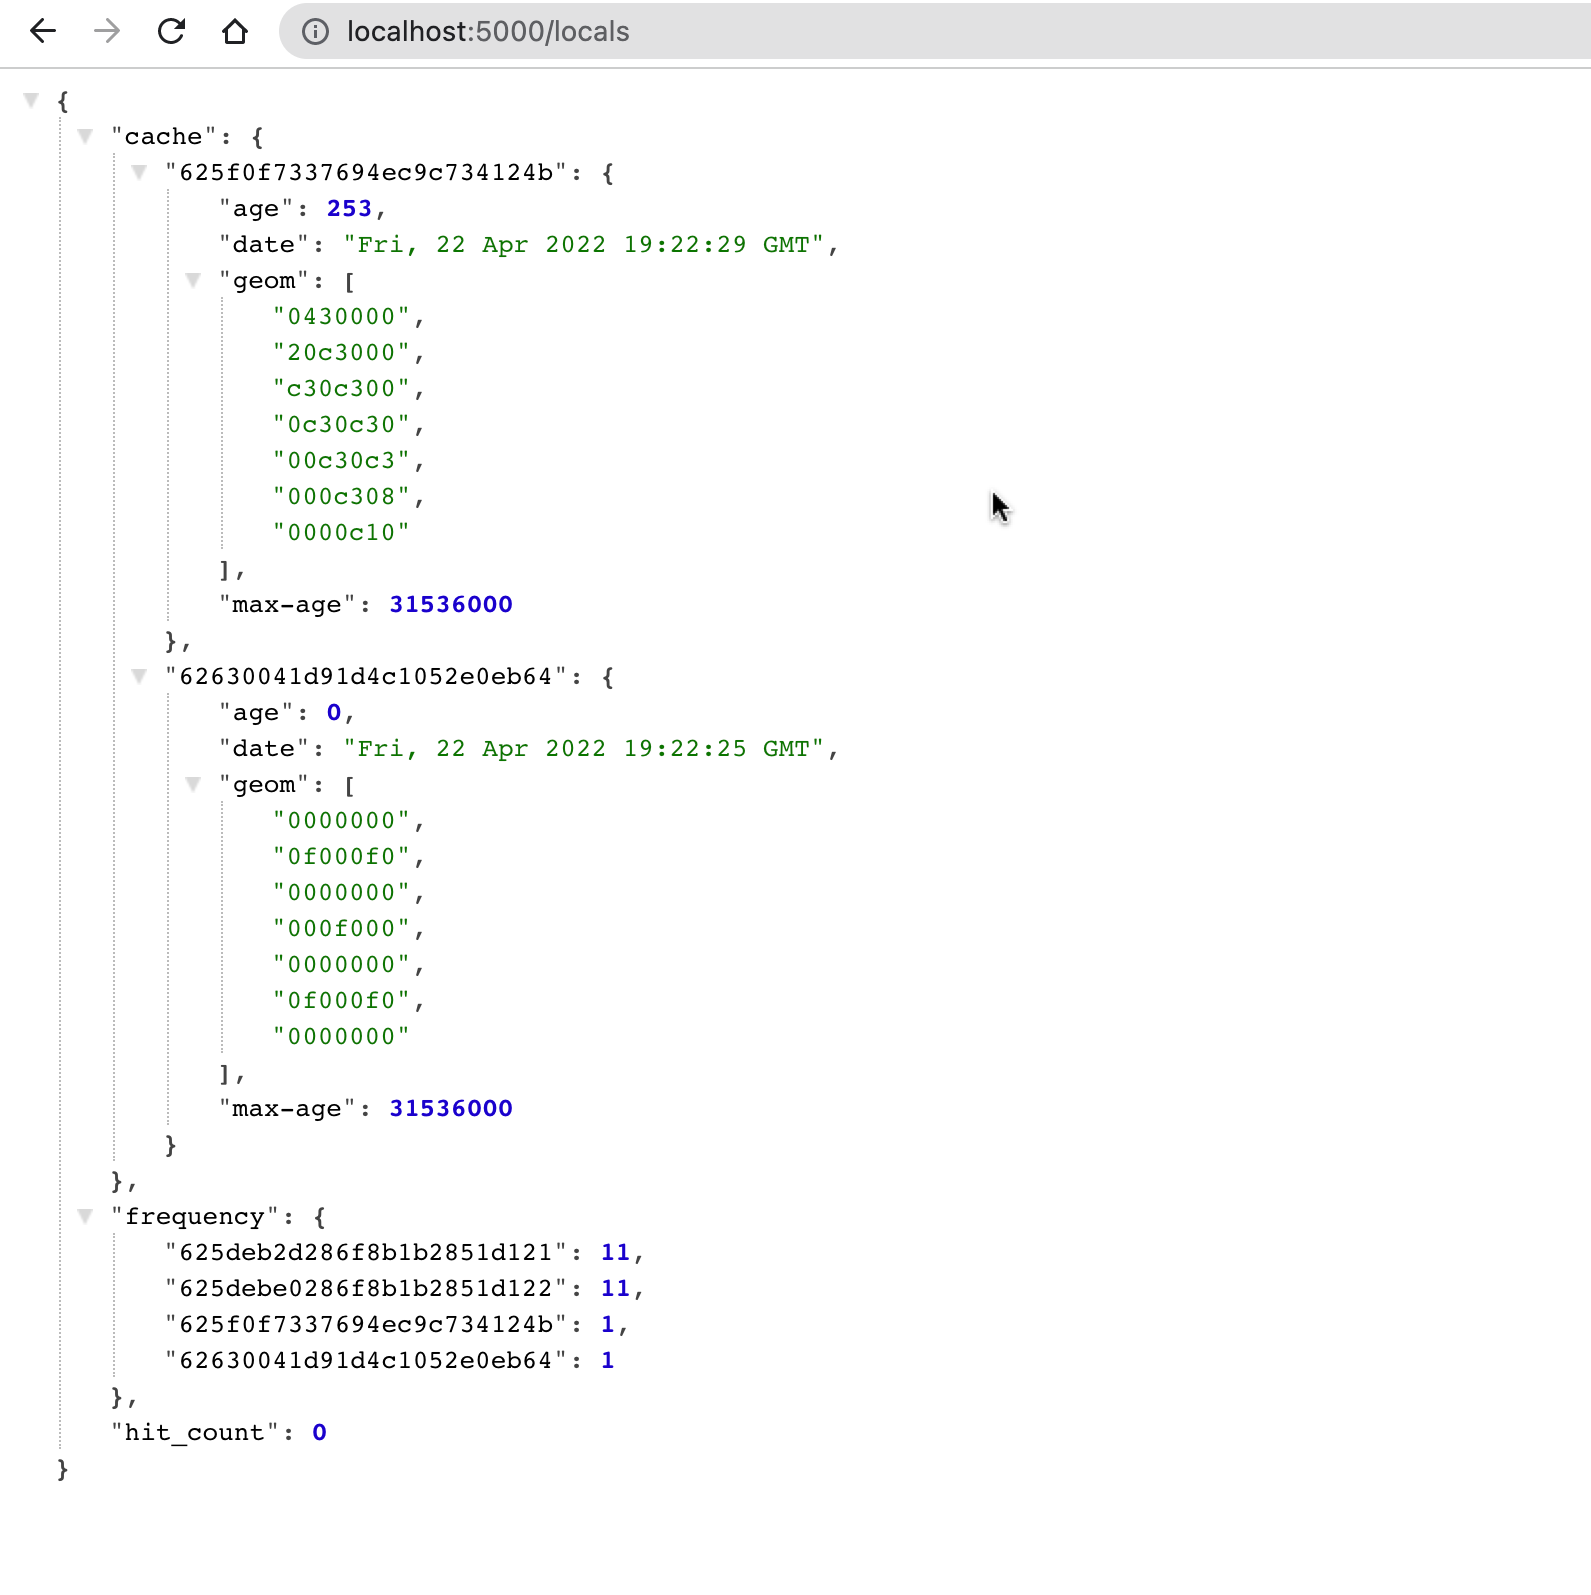 localhost:5000/locals
{
"cache": {
"625f0f7337694ec9c734124b": {
"age": 253,
"date": "Fri, 22 Apr 2022 19:22:29 GMT",
"geom": [
"0430000",
"20c3000",
"c30c300",
"0c30c30",
"00c30c3",
"000c308",
"0000c10"
],
"max-age": 31536000
},
"62630041d91d4c1052e0eb64": {
"age": 0,
"date": "Fri, 22 Apr 2022 19:22:25 GMT",
"geom": [
"0000000",
"0f000f0",
"0000000",
"000f000",
"0000000",
"0f000f0",
"0000000"
],
"max-age": 31536000
}
},
"frequency": {
"625deb2d286f8b1b2851d121": 11,
"625debe0286f8b1b2851d122": 11,
"625f0f7337694ec9c734124b": 1,
"62630041d91d4c1052e0eb64": 1
},
"hit_count": 0
}